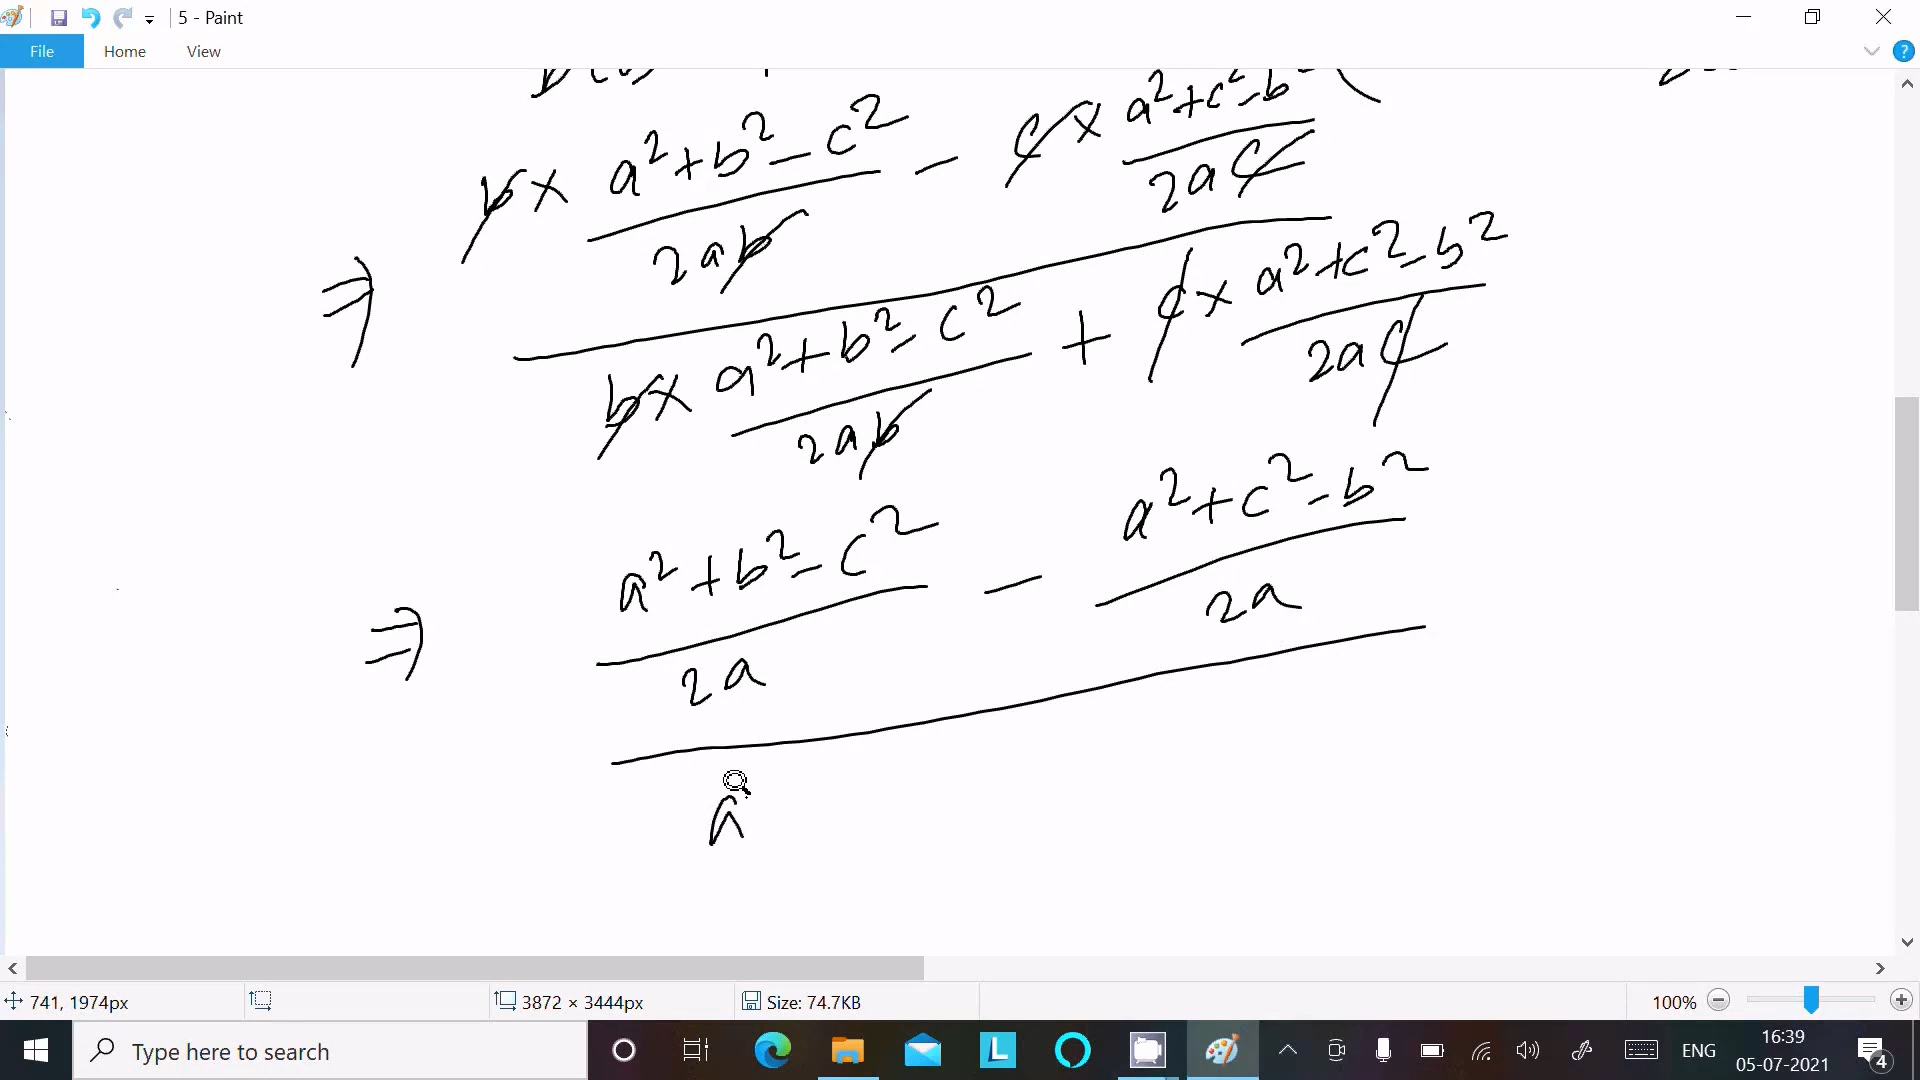 5 - Paint
File Home View
b × a²+b²-c² / 2ab - c × a²+c²-b² / 2ac
⇒
b × a²+b²-c² / 2ab + c × a²+c²-b² / 2ac
⇒ a²+b²-c² / 2a - a²+c²-b² / 2a
a
741, 1974px 3872 × 3444px Size: 74.7KB 100%
Type here to search L ENG 16:39
05-07-2021 4